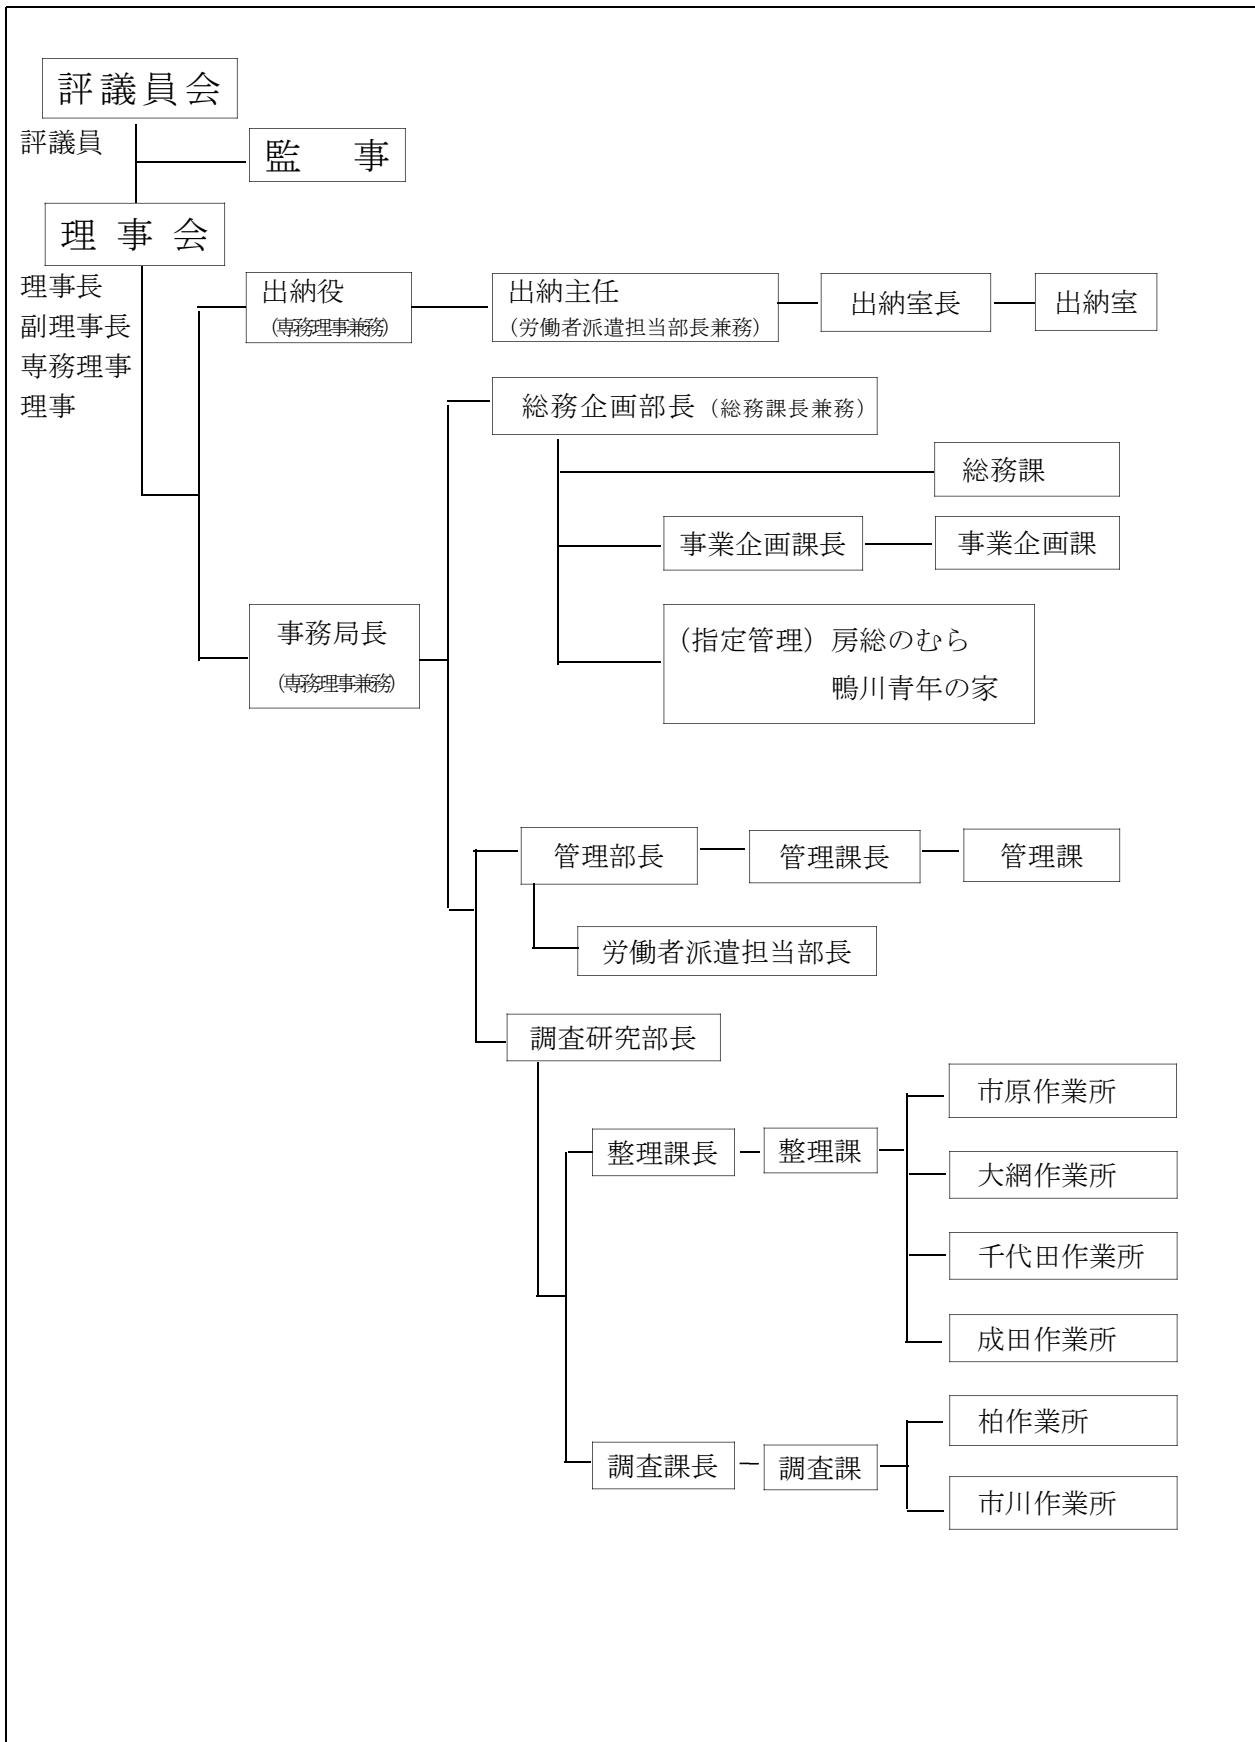 評議員会
評議員
監　事
理事会
理事長
副理事長
専務理事
理事
出納役
(専務理事兼務)
出納主任
(労働者派遣担当部長兼務)
出納室長
出納室
総務企画部長（総務課長兼務）
総務課
事業企画課長
事業企画課
事務局長
(専務理事兼務)
（指定管理）房総のむら
鴨川青年の家
管理部長
管理課長
管理課
労働者派遣担当部長
調査研究部長
整理課長
整理課
市原作業所
大網作業所
千代田作業所
成田作業所
調査課長
調査課
柏作業所
市川作業所